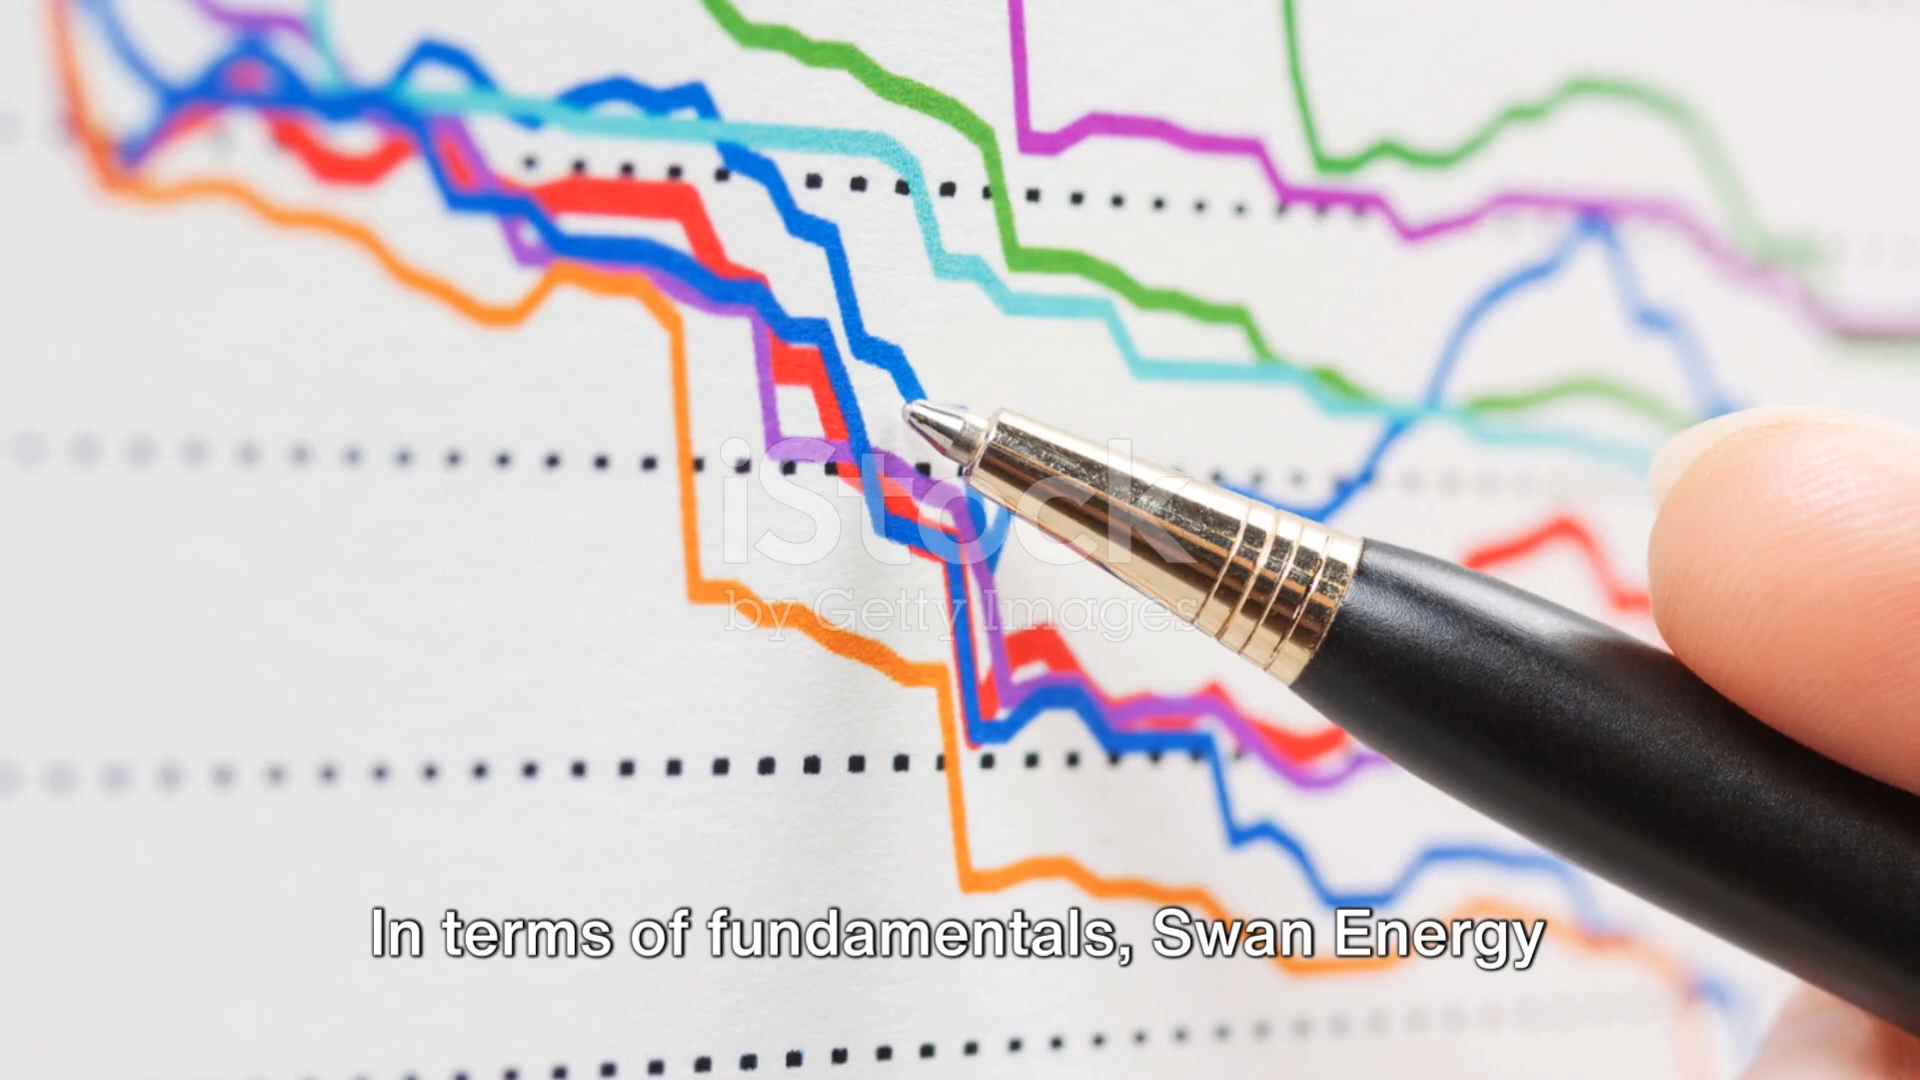 iStock
by Getty Images
In terms of fundamentals, Swan Energy